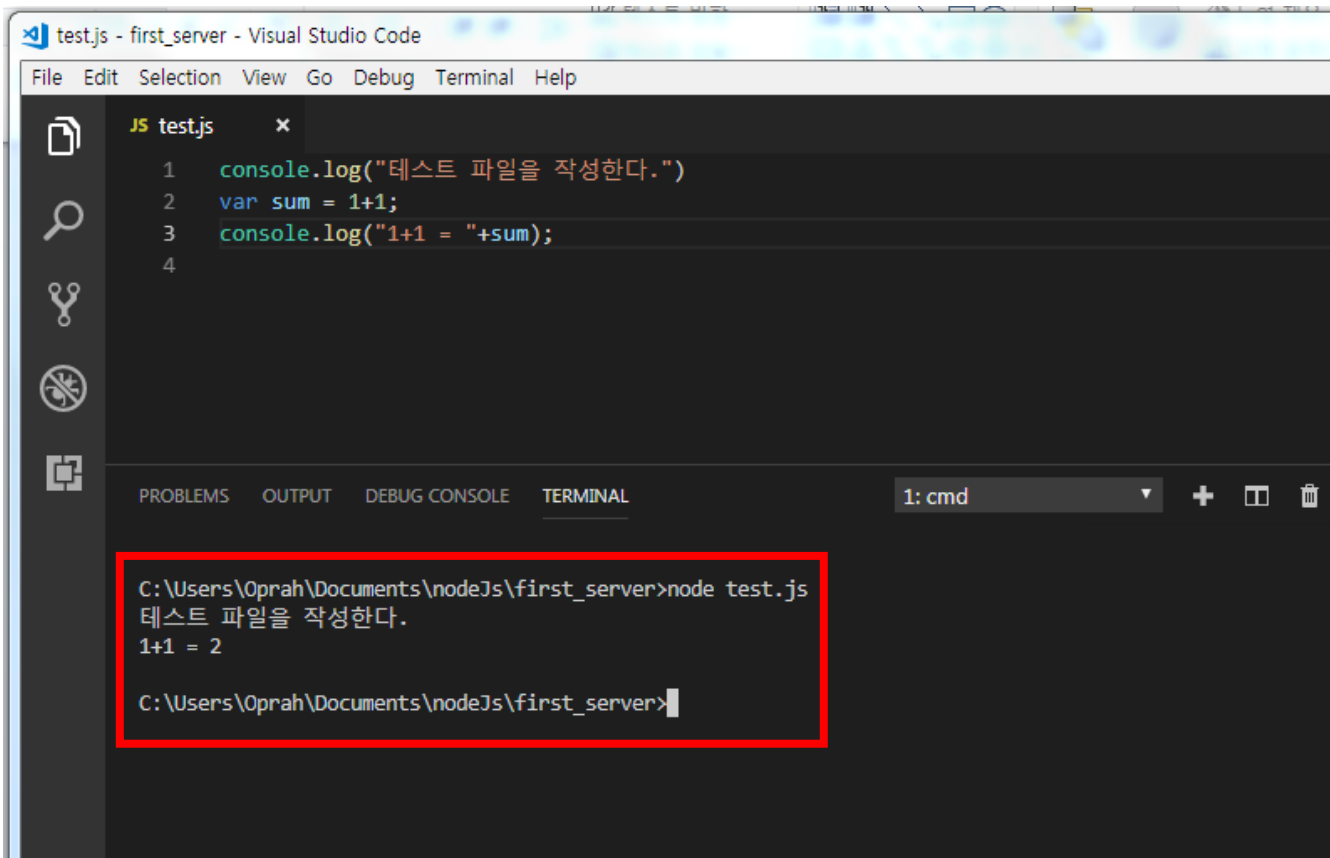 test.js - first_server - Visual Studio Code
File Edit Selection View Go Debug Terminal Help
JS test.js ×
1 console.log("테스트 파일을 작성한다.")
2 var sum = 1+1;
3 console.log("1+1 = "+sum);
4
PROBLEMS OUTPUT DEBUG CONSOLE TERMINAL 1: cmd
C:\Users\Oprah\Documents\nodeJs\first_server>node test.js
테스트 파일을 작성한다.
1+1 = 2
C:\Users\Oprah\Documents\nodeJs\first_server>